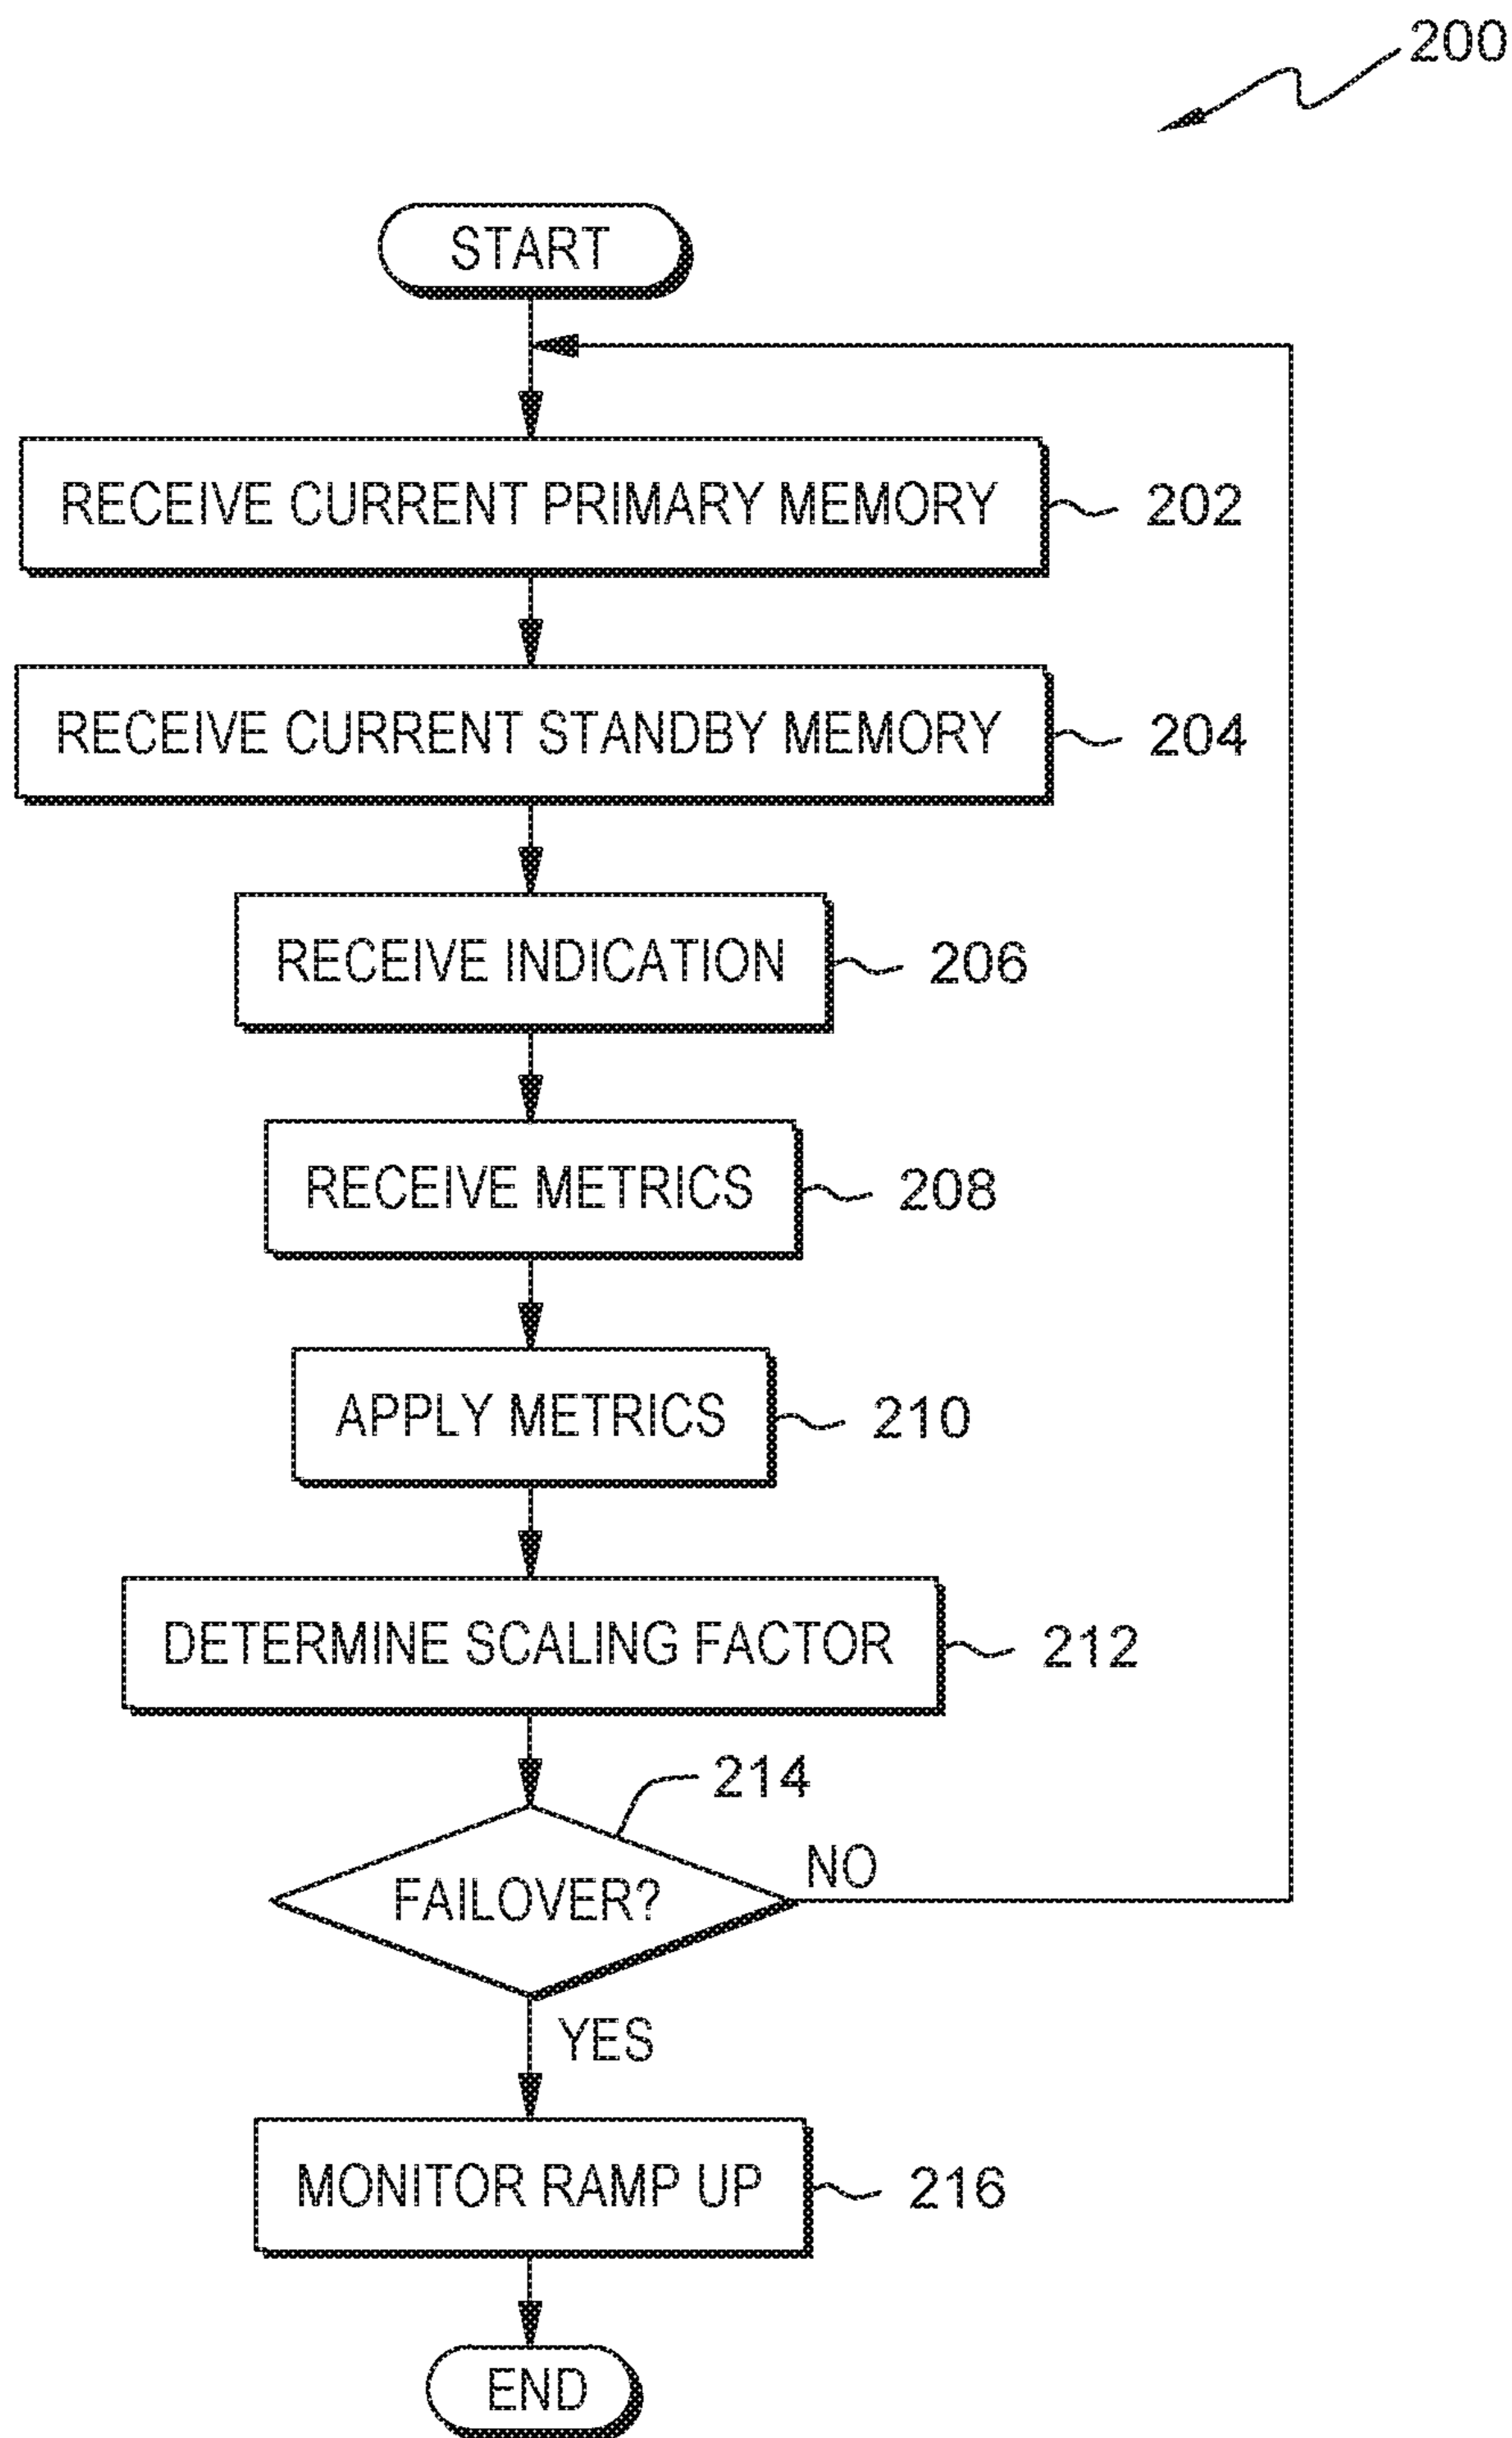 200
START
RECEIVE CURRENT PRIMARY MEMORY
202
RECEIVE CURRENT STANDBY MEMORY
204
RECEIVE INDICATION
206
RECEIVE METRICS
208
APPLY METRICS
210
DETERMINE SCALING FACTOR
212
214
FAILOVER?
NO
YES
MONITOR RAMP UP
216
END